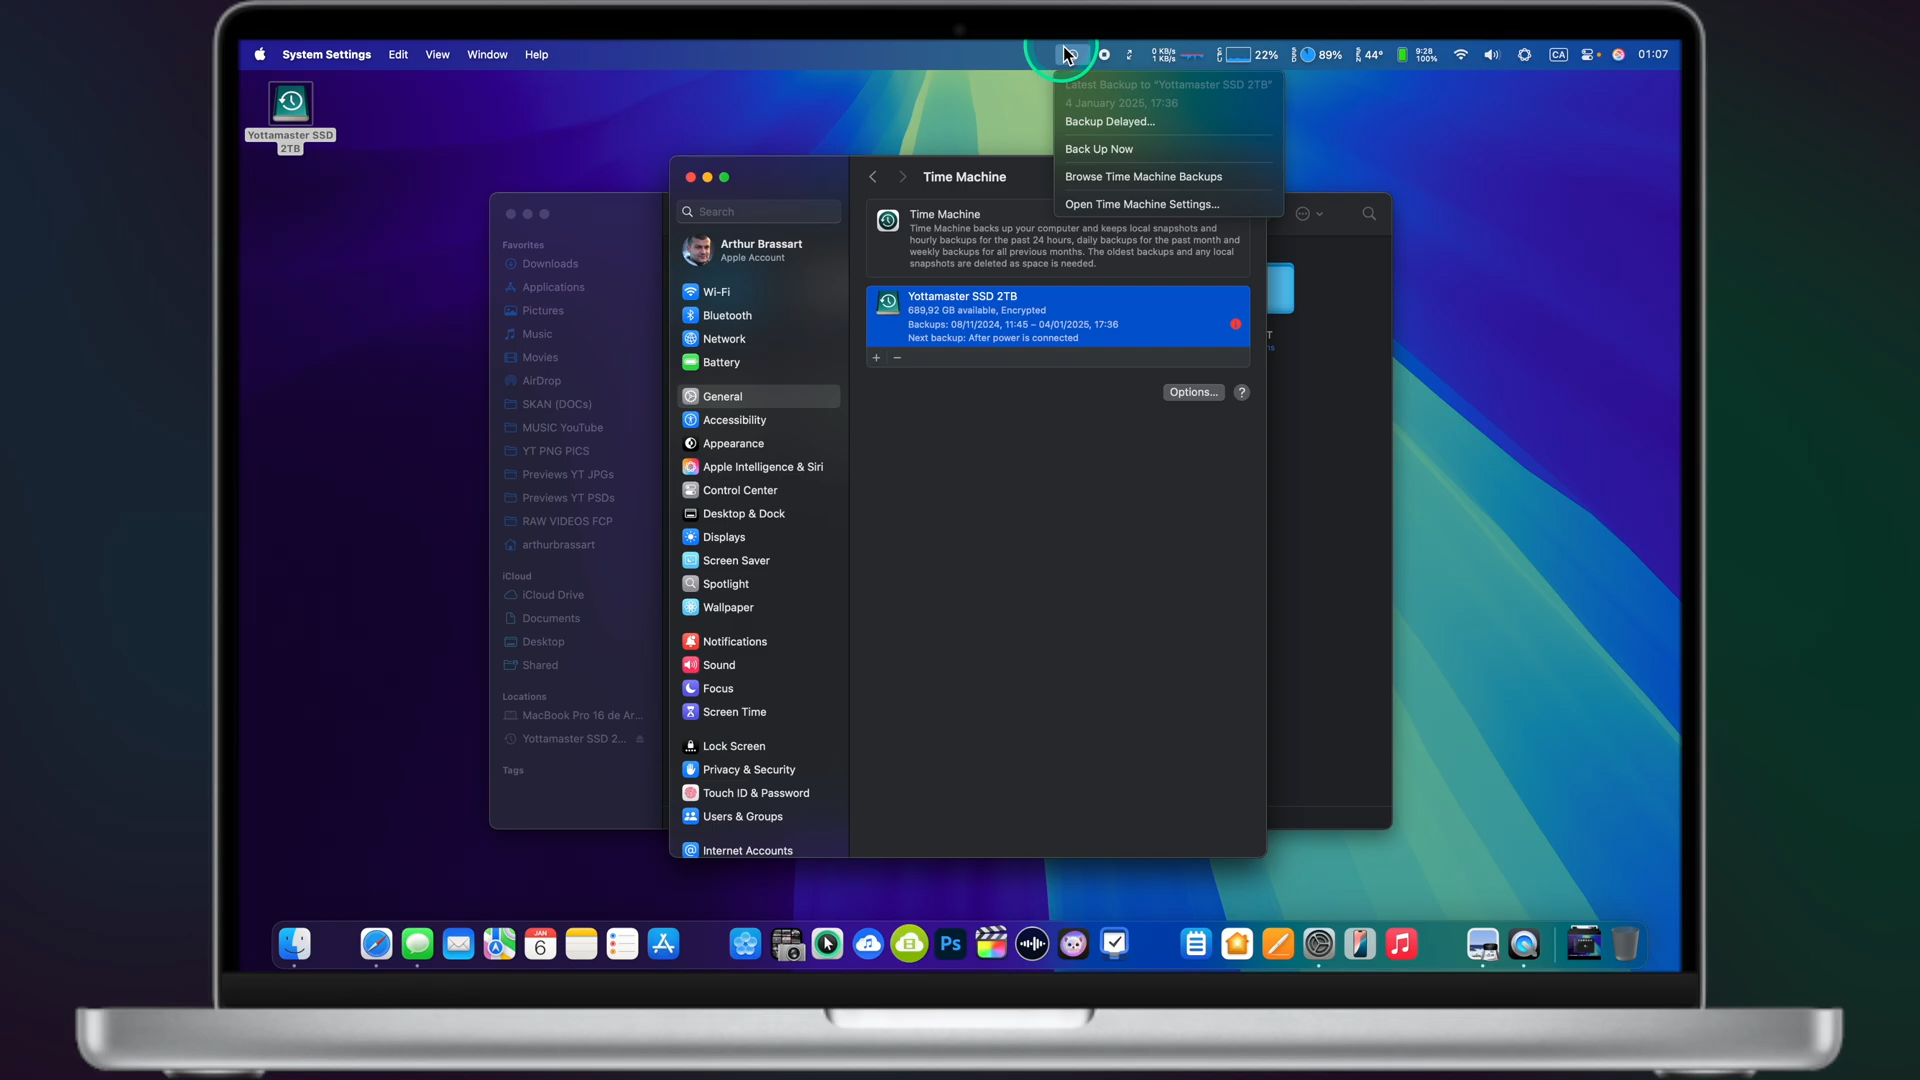 System Settings Edit View Window Help
0 KB/s
1 KB/s
22%
89%
44°
9:28
100%
CA
01:07
Yottamaster SSD
2TB
Latest Backup to "Yottamaster SSD 2TB"
4 January 2025, 17:36
Backup Delayed...
Back Up Now
Browse Time Machine Backups
Open Time Machine Settings...
Favorites
Downloads
Applications
Pictures
Music
Movies
AirDrop
SKAN (DOCs)
MUSIC YouTube
YT PNG PICS
Previews YT JPGs
Previews YT PSDs
RAW VIDEOS FCP
arthurbrassart
iCloud
iCloud Drive
Documents
Desktop
Shared
Locations
MacBook Pro 16 de Ar...
Yottamaster SSD 2...
Tags
Search
Arthur Brassart
Apple Account
Wi-Fi
Bluetooth
Network
Battery
General
Accessibility
Appearance
Apple Intelligence & Siri
Control Center
Desktop & Dock
Displays
Screen Saver
Spotlight
Wallpaper
Notifications
Sound
Focus
Screen Time
Lock Screen
Privacy & Security
Touch ID & Password
Users & Groups
Internet Accounts
Time Machine
Time Machine
Time Machine backs up your computer and keeps local snapshots and
hourly backups for the past 24 hours, daily backups for the past month and
weekly backups for all previous months. The oldest backups and any local
snapshots are deleted as space is needed.
Yottamaster SSD 2TB
689,92 GB available, Encrypted
Backups: 08/11/2024, 11:45 – 04/01/2025, 17:36
Next backup: After power is connected
+ −
Options... ?
JAN
6
Ps